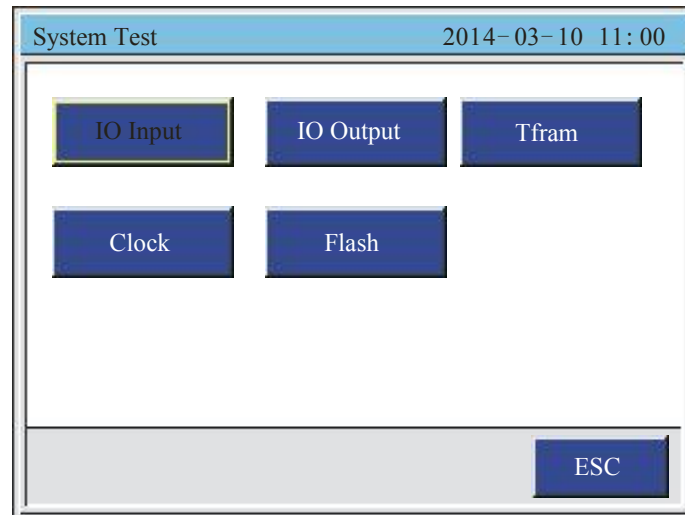 System Test 2014-03-10 11:00
IO Input IO Output Tfram
Clock Flash
ESC